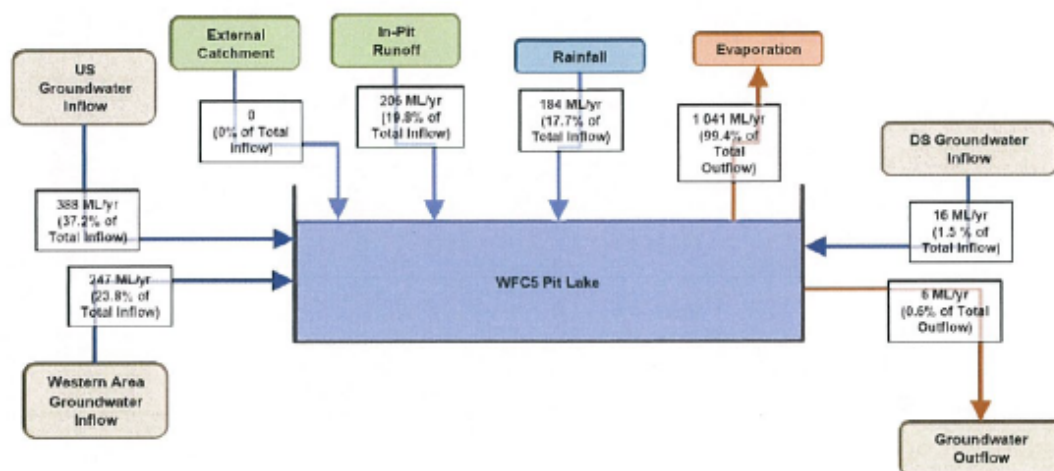 External
Catchment
In-Pit
Runoff
Rainfall
Evaporation
US
Groundwater
Inflow
0
(0% of Total
Inflow)
206 ML/yr
(19.8% of
Total Inflow)
184 ML/yr
(17.7% of
Total Inflow)
1 041 ML/yr
(99.4% of
Total
Outflow)
DS Groundwater
Inflow
388 ML/yr
(37.2% of
Total Inflow)
16 ML/yr
(1.5 % of
Total Inflow)
247 ML/yr
(23.8% of
Total Inflow)
WFC5 Pit Lake
6 ML/yr
(0.6% of Total
Outflow)
Western Area
Groundwater
Inflow
Groundwater
Outflow